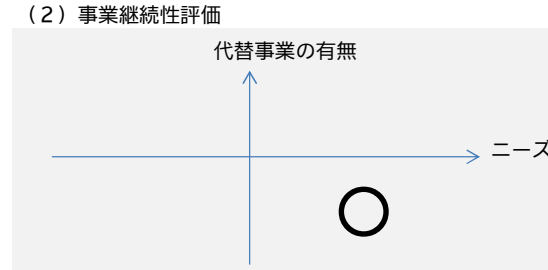 （２）事業継続性評価
代替事業の有無
ニーズ